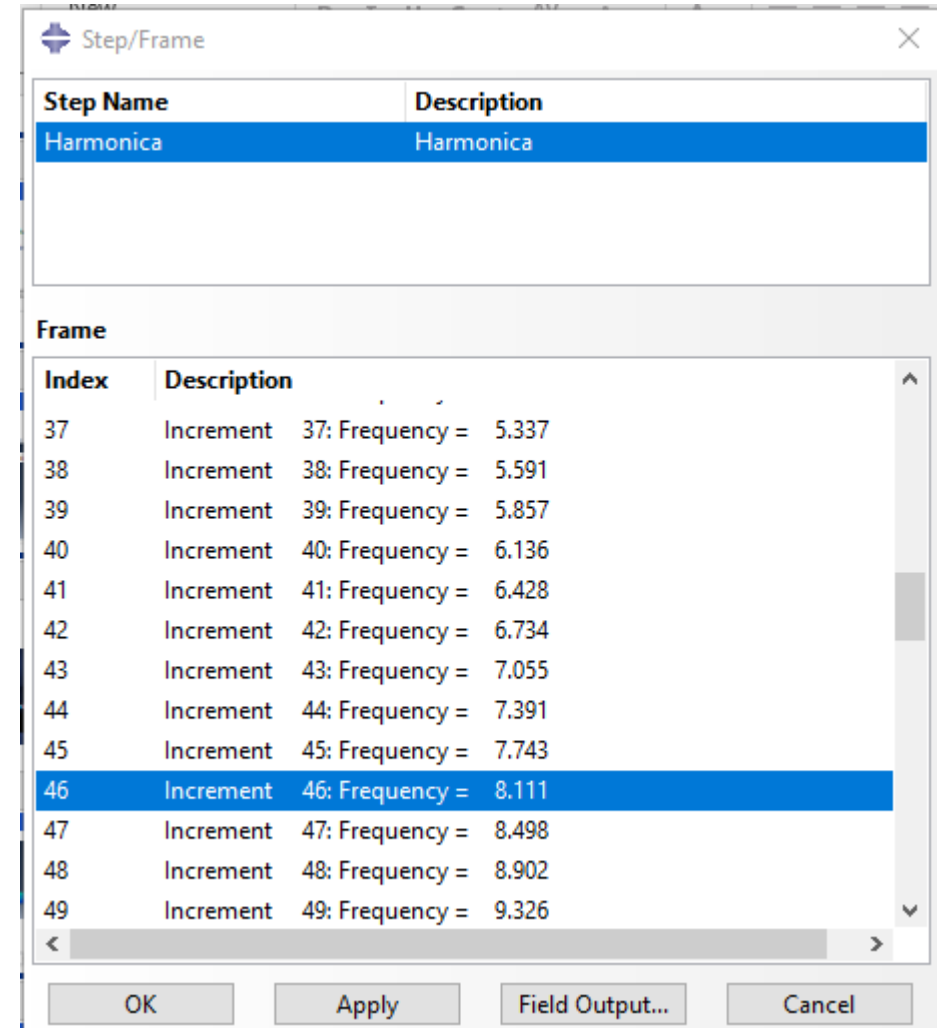 New
Step/Frame
Step Name Description
Harmonica Harmonica
Frame
Index Description
37 Increment 37: Frequency = 5.337
38 Increment 38: Frequency = 5.591
39 Increment 39: Frequency = 5.857
40 Increment 40: Frequency = 6.136
41 Increment 41: Frequency = 6.428
42 Increment 42: Frequency = 6.734
43 Increment 43: Frequency = 7.055
44 Increment 44: Frequency = 7.391
45 Increment 45: Frequency = 7.743
46 Increment 46: Frequency = 8.111
47 Increment 47: Frequency = 8.498
48 Increment 48: Frequency = 8.902
49 Increment 49: Frequency = 9.326
OK Apply Field Output... Cancel